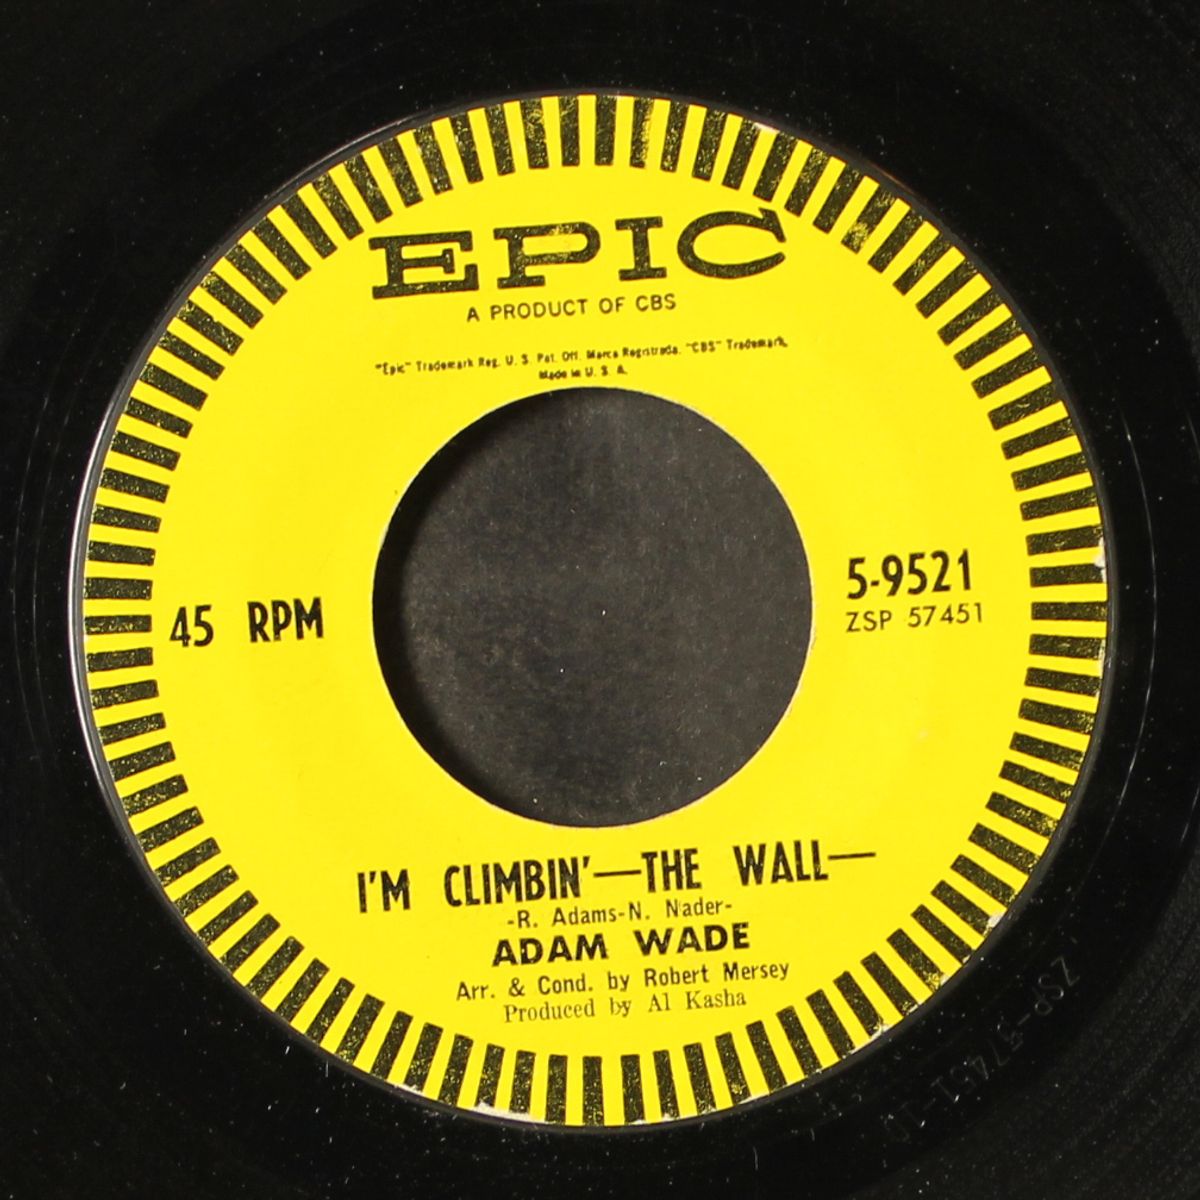 EPIC
A PRODUCT OF CBS
"Epic" Trademark Reg. U. S. Pat. Off. Marca Registrada. "CBS" Trademark.
Made in U. S. A.
45 RPM
5-9521
ZSP 57451
I'M CLIMBIN'—THE WALL—
-R. Adams-N. Nader-
ADAM WADE
Arr. & Cond. by Robert Mersey
Produced by Al Kasha